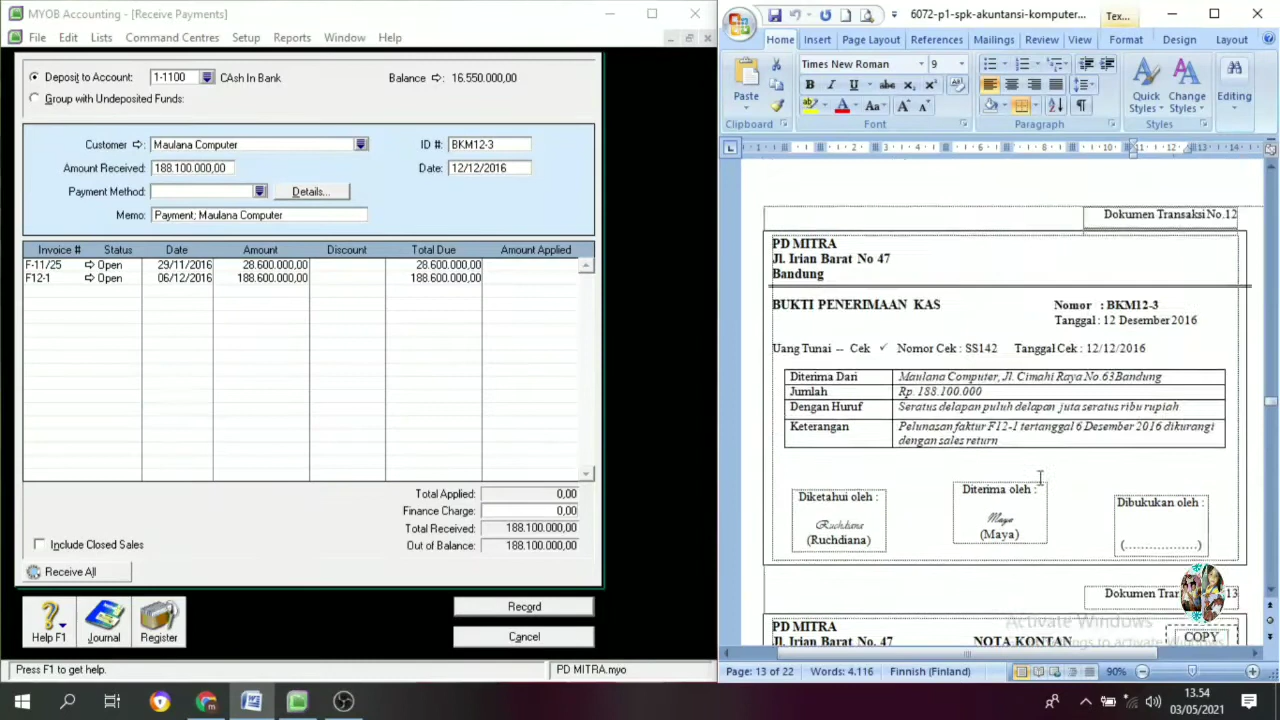 MYOB Accounting - [Receive Payments]
File Edit Lists Command Centres Setup Reports Window Help
Deposit to Account: 1-1100 CAsh In Bank Balance 16.550.000,00
Group with Undeposited Funds:
Customer Maulana Computer ID #: BKM12-3
Amount Received: 188.100.000,00 Date: 12/12/2016
Payment Method: Details...
Memo: Payment; Maulana Computer
Invoice # Status Date Amount Discount Total Due Amount Applied
F-11/25 Open 29/11/2016 28.600.000,00 28.600.000,00
F12-1 Open 06/12/2016 188.600.000,00 188.600.000,00
Total Applied: 0,00
Finance Charge: 0,00
Total Received: 188.100.000,00
Include Closed Sales Out of Balance: 188.100.000,00
Receive All
Record
Help F1 Journal Register Cancel
Press F1 to get help. PD MITRA.myo
6072-p1-spk-akuntansi-komputer... Tex...
Home Insert Page Layout References Mailings Review View Format Design Layout
Times New Roman 9
Paste Quick Styles Change Styles Editing
Clipboard Font Paragraph Styles
Dokumen Transaksi No.12
PD MITRA
Jl. Irian Barat No 47
Bandung
BUKTI PENERIMAAN KAS Nomor : BKM12-3
Tanggal : 12 Desember 2016
Uang Tunai -- Cek ✓ Nomor Cek : SS142 Tanggal Cek : 12/12/2016
Diterima Dari Maulana Computer, Jl. Cimahi Raya No.63Bandung
Jumlah Rp. 188.100.000
Dengan Huruf Seratus delapan puluh delapan juta seratus ribu rupiah
Keterangan Pelunasan faktur F12-1 tertanggal 6 Desember 2016 dikurangi
dengan sales return
Diketahui oleh : Diterima oleh : Dibukukan oleh :
Ruchdiana Maya
(Ruchdiana) (Maya) (..................)
Dokumen Tra 13
PD MITRA
Jl. Irian Barat No. 47 NOTA KONTAN COPY
Activate Windows
Page: 13 of 22 Words: 4.116 Finnish (Finland) 90%
13.54
03/05/2021